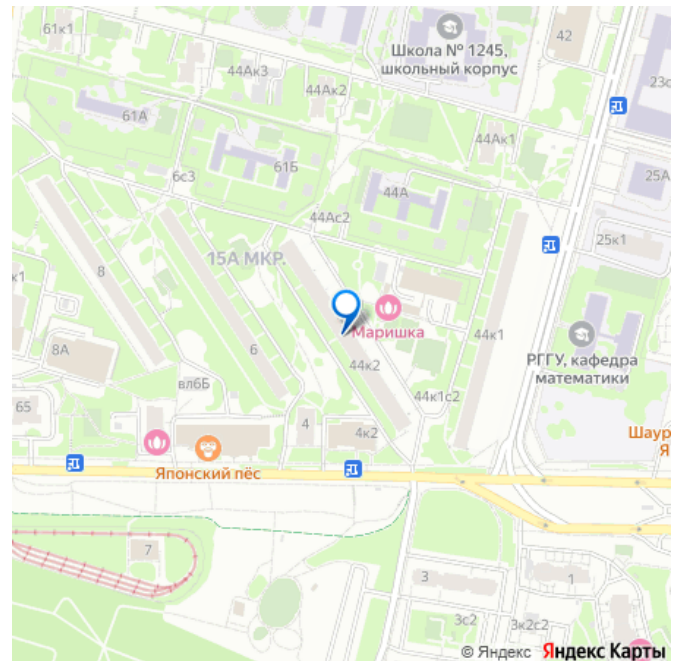 61к1
42
Школа № 1245,
школьный корпус
44Ак3
44Ак2
23с
61А
44Ак1
61Б
6с3
44А
25А
44Ас2
25к1
15А МКР.
8
к1
Маришка
44к1
6
8А
44к2
РГГУ, кафедра
математики
вл6Б
44к1с2
65
4
4к2
Шаур
Я
Японский пёс
7
3
1
3с2
3к2с2
© Яндекс Яндекс Карты